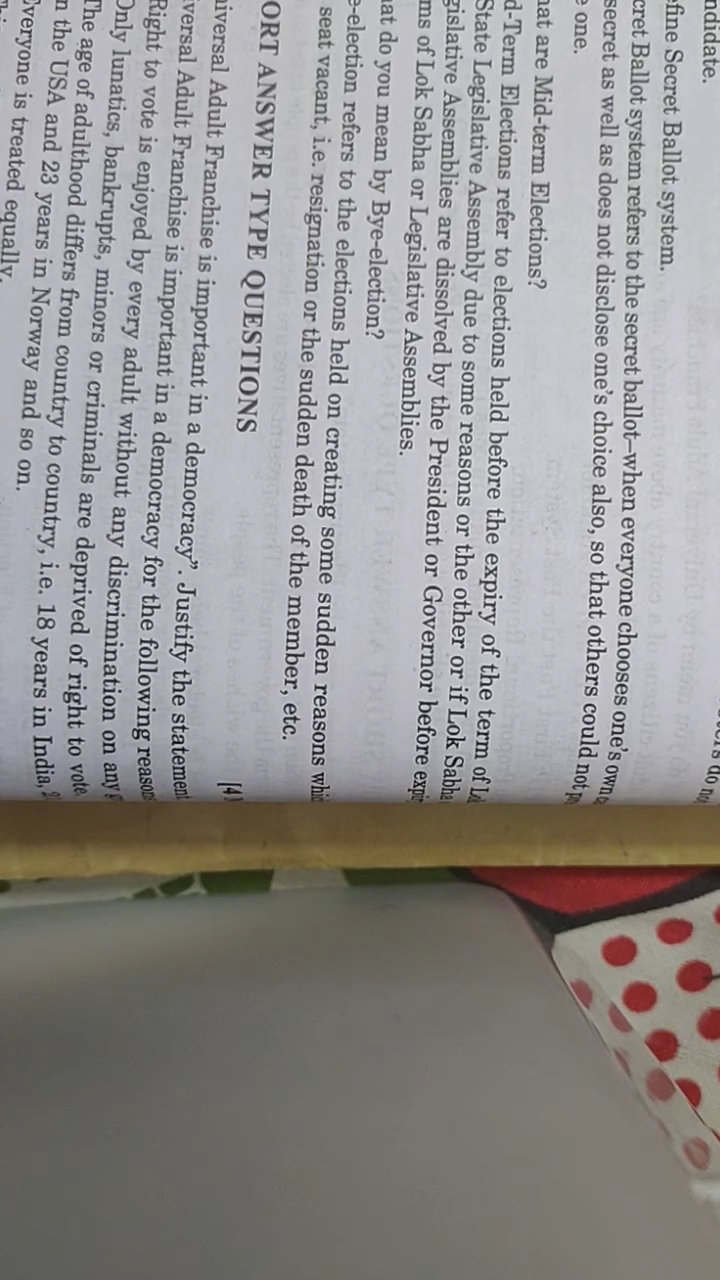 ndidate.
efine Secret Ballot system.
cret Ballot system refers to the secret ballot–when everyone chooses one's own
secret as well as does not disclose one's choice also, so that others could not
e one.
hat are Mid-term Elections?
d-Term Elections refer to elections held before the expiry of the term of
State Legislative Assembly due to some reasons or the other or if Lok Sabha
gislative Assemblies are dissolved by the President or Governor before expi
ms of Lok Sabha or Legislative Assemblies.
at do you mean by Bye-election?
e-election refers to the elections held on creating some sudden reasons whi
seat vacant, i.e. resignation or the sudden death of the member, etc.
ORT ANSWER TYPE QUESTIONS
[4]
niversal Adult Franchise is important in a democracy". Justify the statement
iversal Adult Franchise is important in a democracy for the following reason
Right to vote is enjoyed by every adult without any discrimination on any
Only lunatics, bankrupts, minors or criminals are deprived of right to vote.
The age of adulthood differs from country to country, i.e. 18 years in India,
n the USA and 23 years in Norway and so on.
Everyone is treated equally.